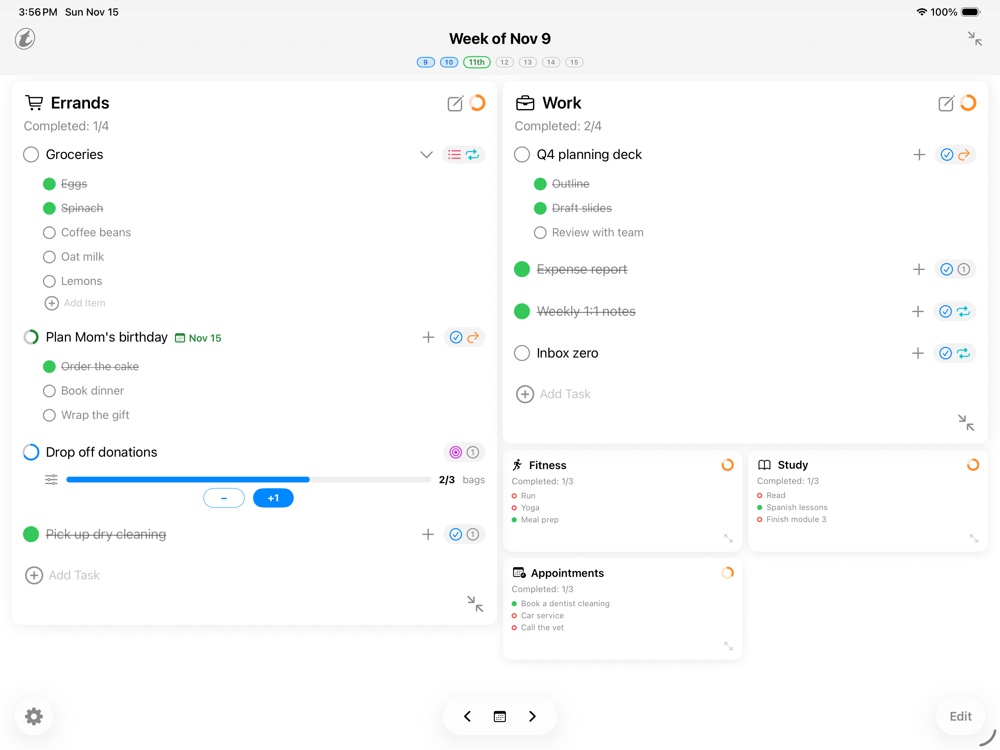 3:56 PM Sun Nov 15 100%
t
Week of Nov 9
9 10 11th 12 13 14 15
Errands
Completed: 1/4
Groceries
Eggs
Spinach
Coffee beans
Oat milk
Lemons
Add Item
Plan Mom's birthday Nov 15
Order the cake
Book dinner
Wrap the gift
Drop off donations 1
2/3 bags
− +1
Pick up dry cleaning 1
Add Task
Work
Completed: 2/4
Q4 planning deck
Outline
Draft slides
Review with team
Expense report 1
Weekly 1:1 notes
Inbox zero
Add Task
Fitness
Completed: 1/3
Run
Yoga
Meal prep
Study
Completed: 1/3
Read
Spanish lessons
Finish module 3
Appointments
Completed: 1/3
Book a dentist cleaning
Car service
Call the vet
Edit